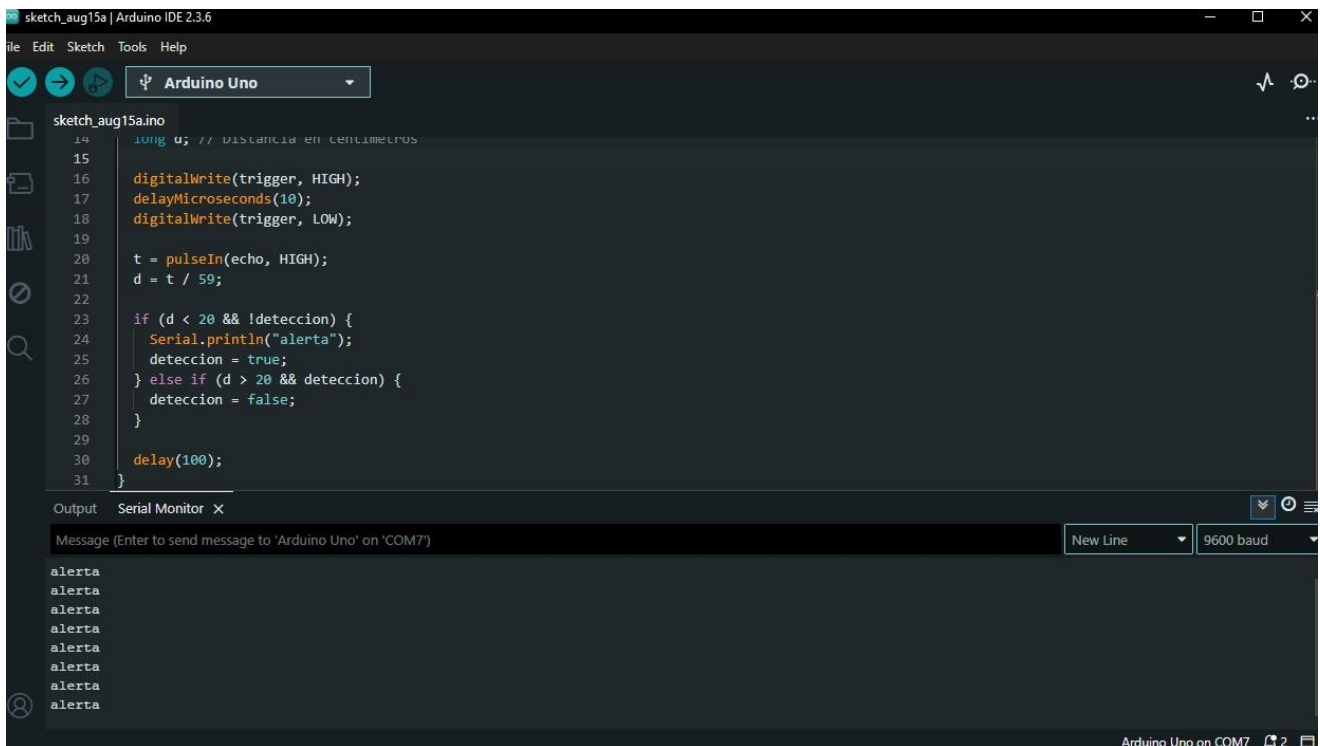 sketch_aug15a | Arduino IDE 2.3.6
File Edit Sketch Tools Help
Arduino Uno
sketch_aug15a.ino
14 long d; // Distancia en centimetros
15
16 digitalWrite(trigger, HIGH);
17 delayMicroseconds(10);
18 digitalWrite(trigger, LOW);
19
20 t = pulseIn(echo, HIGH);
21 d = t / 59;
22
23 if (d < 20 && !deteccion) {
24 Serial.println("alerta");
25 deteccion = true;
26 } else if (d > 20 && deteccion) {
27 deteccion = false;
28 }
29
30 delay(100);
31 }
Output Serial Monitor
Message (Enter to send message to 'Arduino Uno' on 'COM7')
New Line 9600 baud
alerta
alerta
alerta
alerta
alerta
alerta
alerta
alerta
Arduino Uno on COM7 2